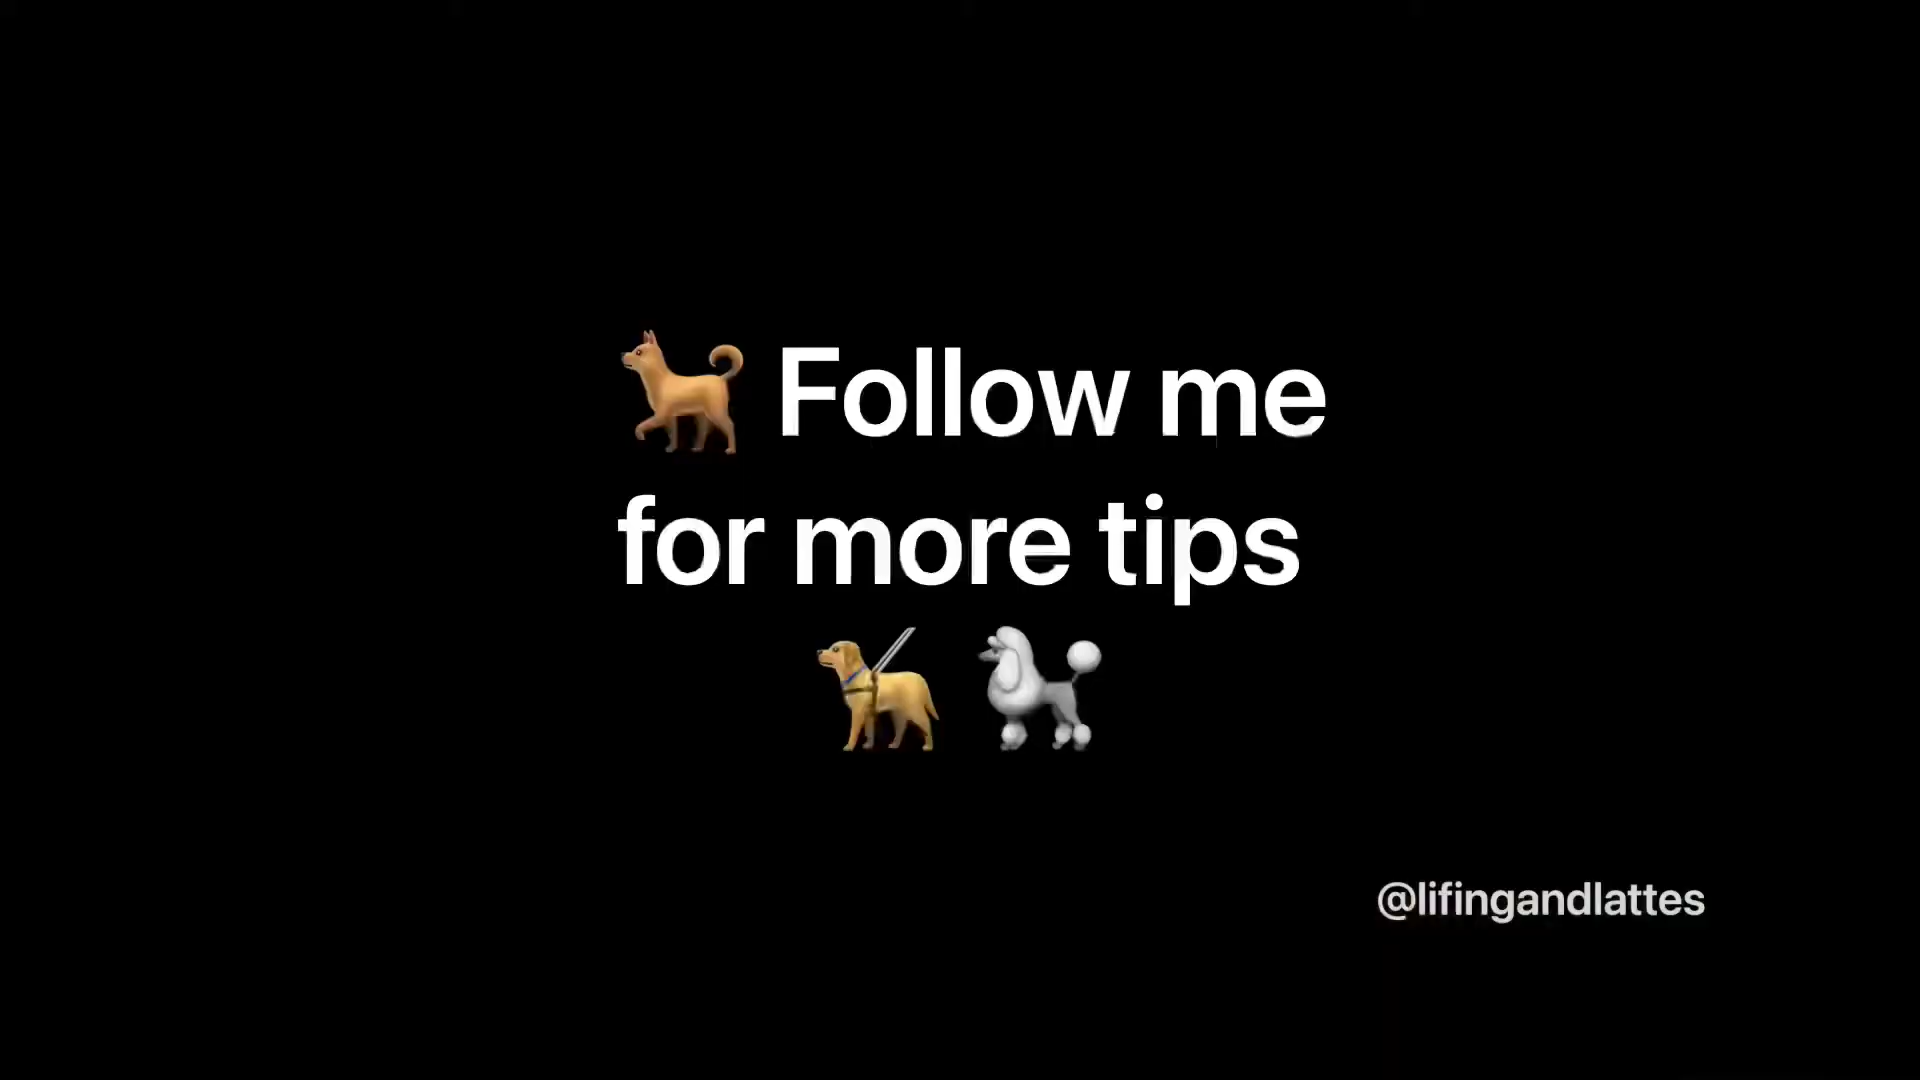 🐕 Follow me
for more tips
🦮 🐩
@lifingandlattes